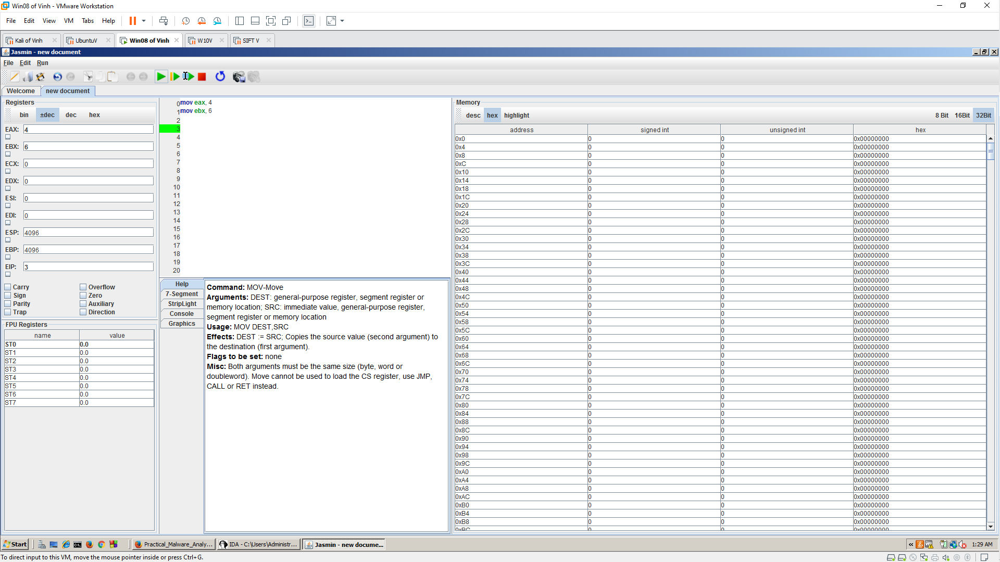 Win08 of Vinh - VMware Workstation
File Edit View VM Tabs Help
Kali of Vinh UbuntuV Win08 of Vinh W10V SIFT V
Jasmin - new document
File Edit Run
Welcome new document
Registers
bin ±dec dec hex
EAX: 4
EBX: 6
ECX: 0
EDX: 0
ESI: 0
EDI: 0
ESP: 4096
EBP: 4096
EIP: 3
Carry Overflow
Sign Zero
Parity Auxiliary
Trap Direction
FPU Registers
name value
ST0 0.0
ST1 0.0
ST2 0.0
ST3 0.0
ST4 0.0
ST5 0.0
ST6 0.0
ST7 0.0
0 mov eax, 4
1 mov ebx, 6
2
3
4
5
6
7
8
9
10
11
12
13
14
15
16
17
18
19
20
Help
7-Segment
StripLight
Console
Graphics
Command: MOV-Move
Arguments: DEST: general-purpose register, segment register or
memory location; SRC: immediate value, general-purpose register,
segment register or memory location
Usage: MOV DEST,SRC
Effects: DEST := SRC; Copies the source value (second argument) to
the destination (first argument).
Flags to be set: none
Misc: Both arguments must be the same size (byte, word or
doubleword). Move cannot be used to load the CS register, use JMP,
CALL or RET instead.
Memory
desc hex highlight 8 Bit 16Bit 32Bit
address signed int unsigned int hex
0x0 0 0 0x00000000
0x4 0 0 0x00000000
0x8 0 0 0x00000000
0xC 0 0 0x00000000
0x10 0 0 0x00000000
0x14 0 0 0x00000000
0x18 0 0 0x00000000
0x1C 0 0 0x00000000
0x20 0 0 0x00000000
0x24 0 0 0x00000000
0x28 0 0 0x00000000
0x2C 0 0 0x00000000
0x30 0 0 0x00000000
0x34 0 0 0x00000000
0x38 0 0 0x00000000
0x3C 0 0 0x00000000
0x40 0 0 0x00000000
0x44 0 0 0x00000000
0x48 0 0 0x00000000
0x4C 0 0 0x00000000
0x50 0 0 0x00000000
0x54 0 0 0x00000000
0x58 0 0 0x00000000
0x5C 0 0 0x00000000
0x60 0 0 0x00000000
0x64 0 0 0x00000000
0x68 0 0 0x00000000
0x6C 0 0 0x00000000
0x70 0 0 0x00000000
0x74 0 0 0x00000000
0x78 0 0 0x00000000
0x7C 0 0 0x00000000
0x80 0 0 0x00000000
0x84 0 0 0x00000000
0x88 0 0 0x00000000
0x8C 0 0 0x00000000
0x90 0 0 0x00000000
0x94 0 0 0x00000000
0x98 0 0 0x00000000
0x9C 0 0 0x00000000
0xA0 0 0 0x00000000
0xA4 0 0 0x00000000
0xA8 0 0 0x00000000
0xAC 0 0 0x00000000
0xB0 0 0 0x00000000
0xB4 0 0 0x00000000
0xB8 0 0 0x00000000
0xBC 0 0 0x00000000
Start Practical_Malware_Analy... IDA - C:\Users\Administr... Jasmin - new docume... « 1:29 AM
To direct input to this VM, move the mouse pointer inside or press Ctrl+G.